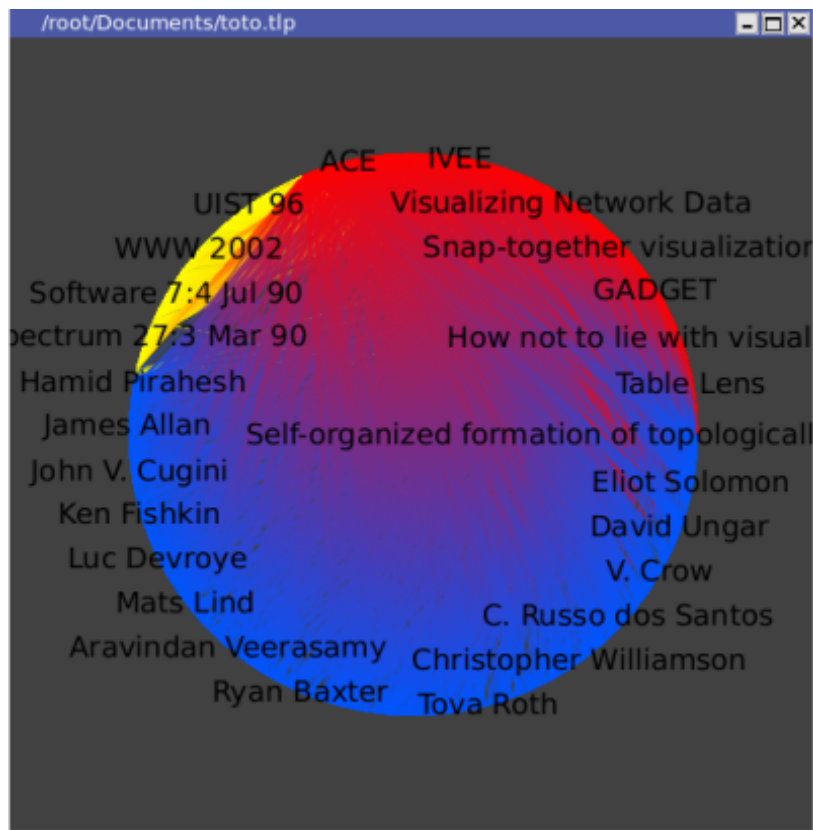 /root/Documents/toto.tlp
ACE
IVEE
UIST 96
Visualizing Network Data
WWW 2002
Snap-together visualization
Software 7:4 Jul 90
GADGET
pectrum 27:3 Mar 90
How not to lie with visual
Hamid Pirahesh
Table Lens
James Allan
Self-organized formation of topologicall
John V. Cugini
Eliot Solomon
Ken Fishkin
David Ungar
Luc Devroye
V. Crow
Mats Lind
C. Russo dos Santos
Aravindan Veerasamy
Christopher Williamson
Ryan Baxter
Tova Roth